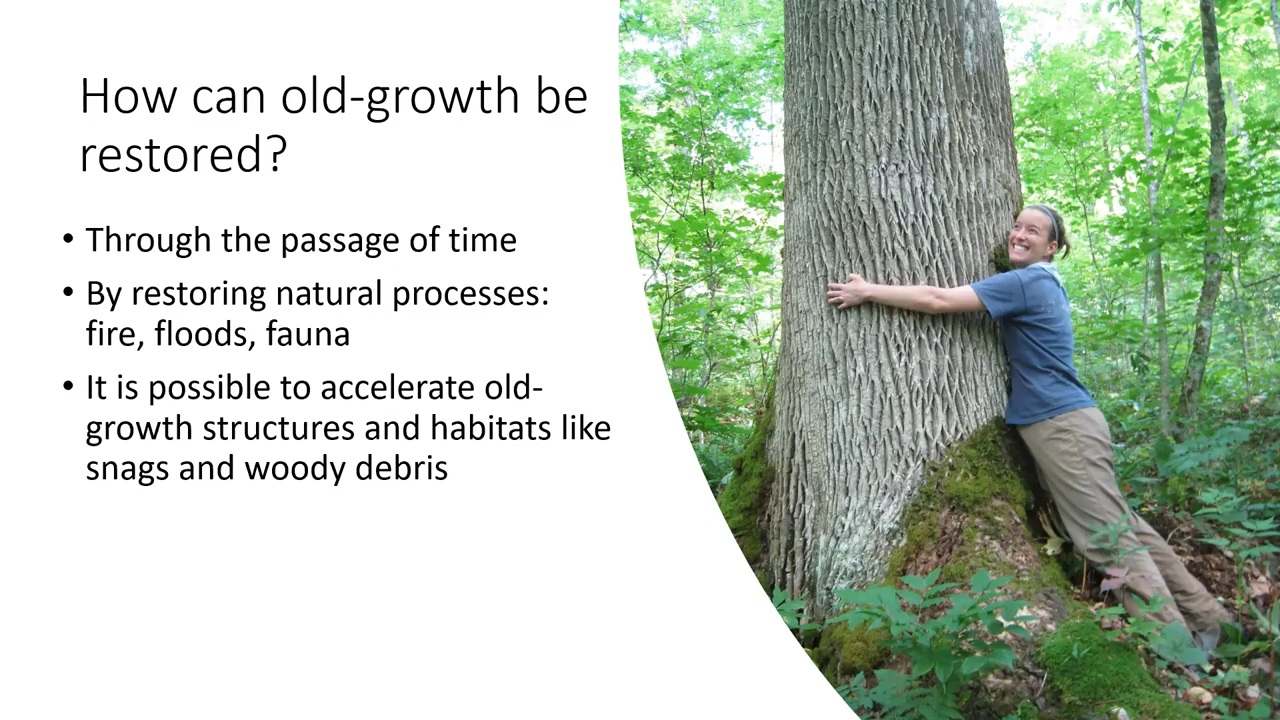 How can old-growth be
restored?
• Through the passage of time
• By restoring natural processes:
fire, floods, fauna
• It is possible to accelerate old-
growth structures and habitats like
snags and woody debris